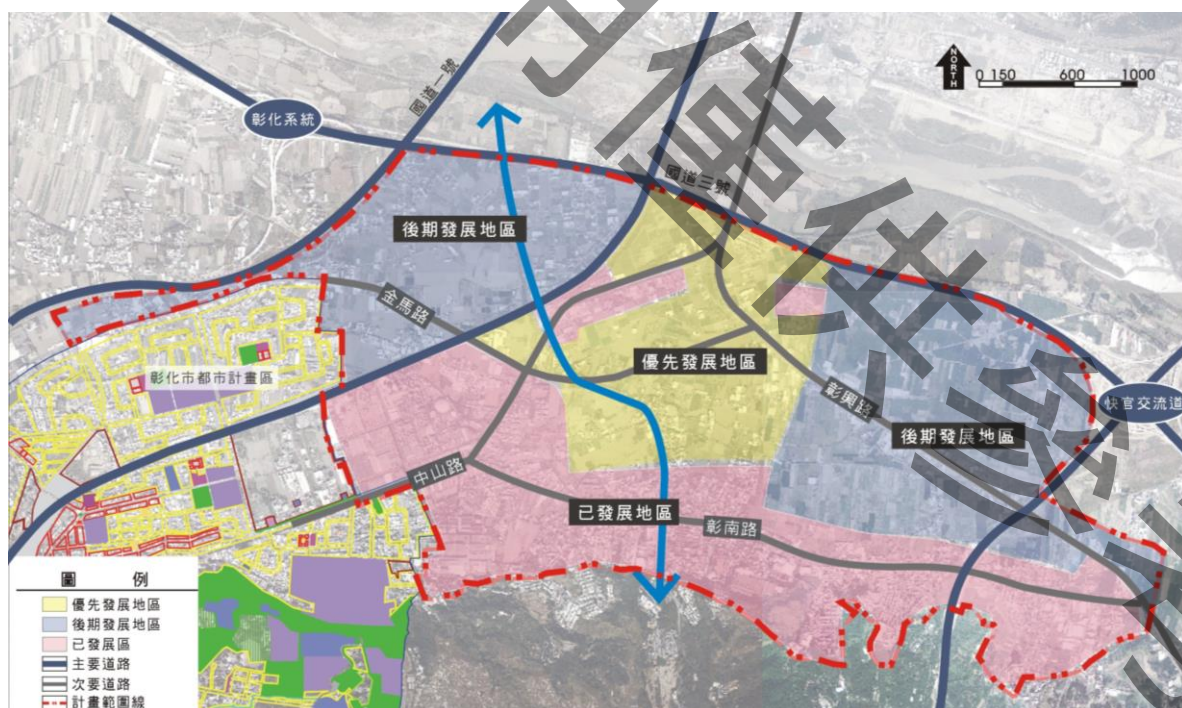 國道一號
彰化系統
NORTH
0 150 600 1000
國道三號
後期發展地區
金馬路
優先發展地區
彰化市都市計畫區
彰興路
快官交流道
後期發展地區
中山路
已發展地區
彰南路
圖 例
優先發展地區
後期發展地區
已發展區
主要道路
次要道路
計畫範圍線
僅供參